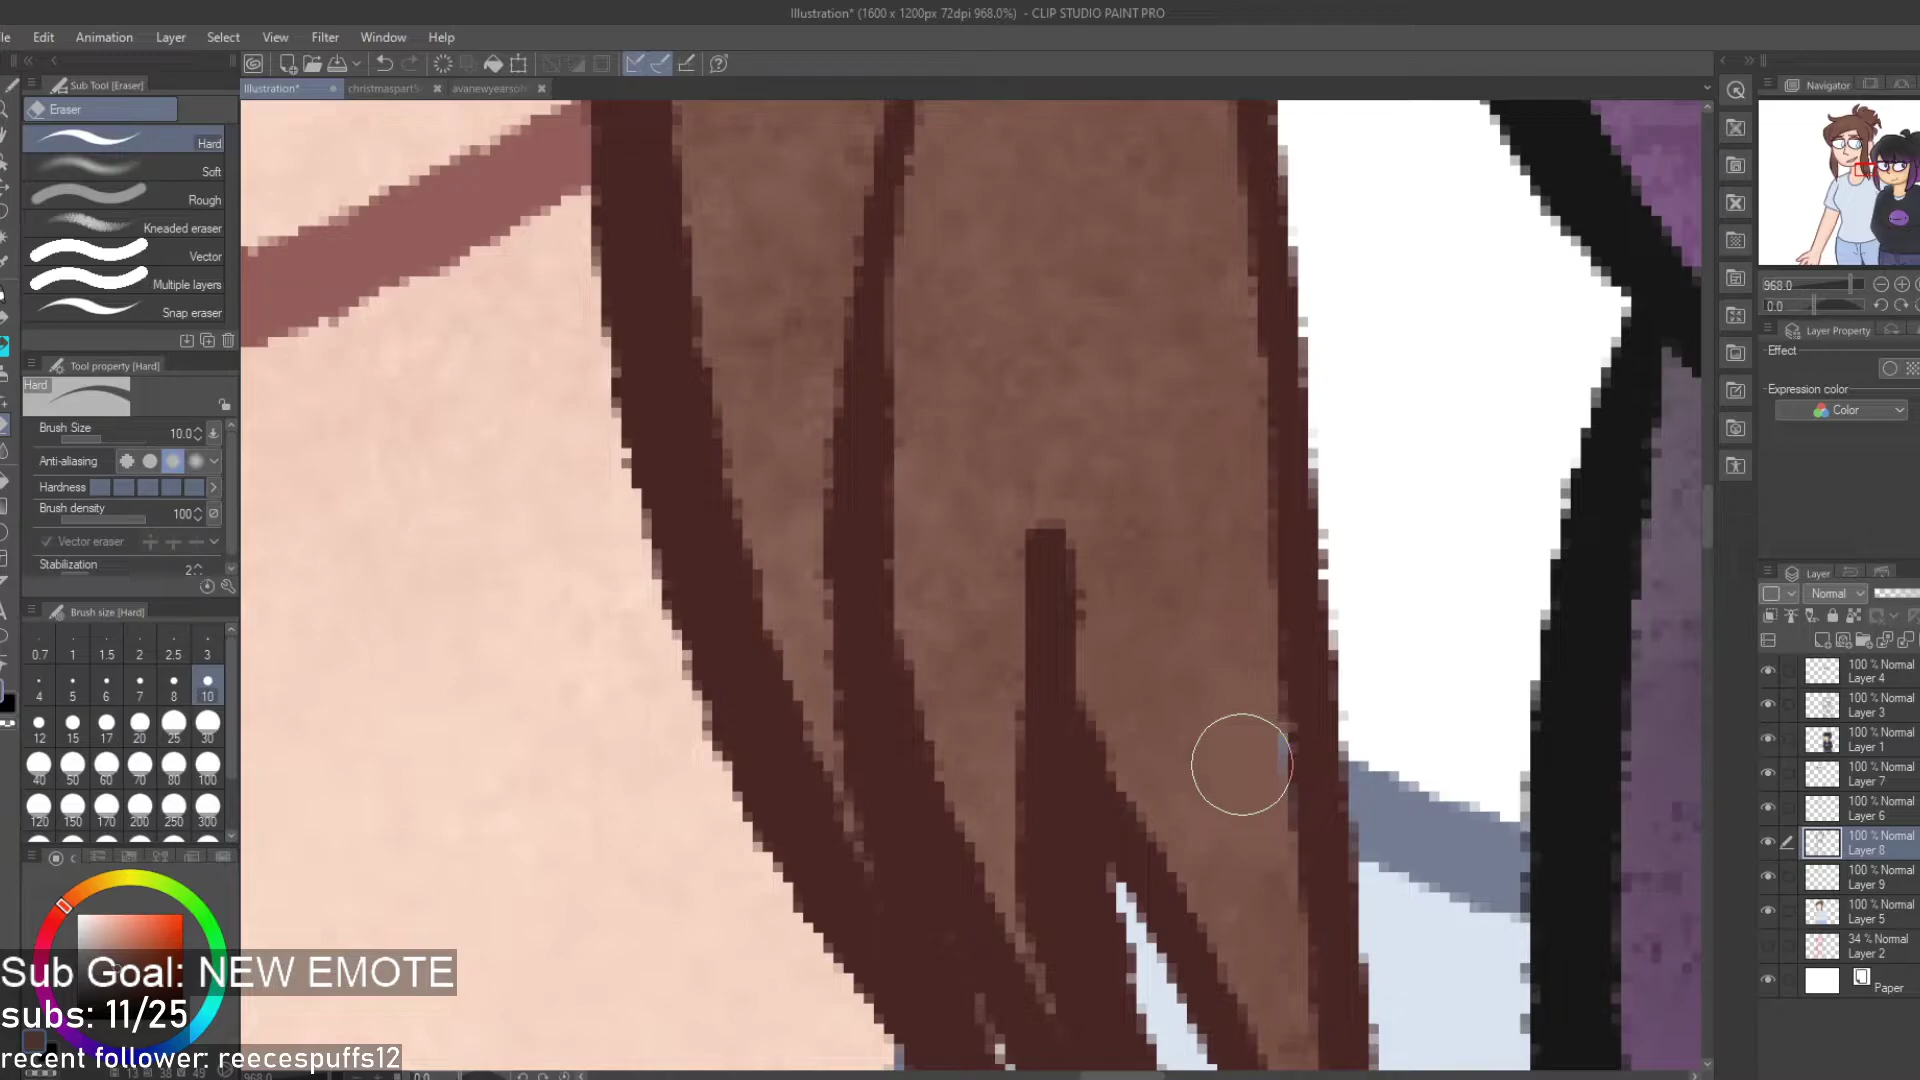 Illustration* (1600 x 1200px 72dpi 968.0%) - CLIP STUDIO PAINT PRO
Edit Animation Layer Select View Filter Window Help
Sub Tool [Eraser]
Illustration*
Eraser
Hard
Soft
Rough
Kneaded eraser
Vector
Multiple layers
Snap eraser
Tool property [Hard]
Hard
Brush Size 10.0
Anti-aliasing
Hardness
Brush density 100
Vector eraser
Stabilization 2
Brush size [Hard]
0.7 1 1.5 2 2.5 3
4 5 6 7 8 10
12 15 17 20 25 30
40 50 60 70 80 100
120 150 170 200 250 300
Sub Goal: NEW EMOTE
subs: 11/25
recent follower: reecespuffs12
Navigator
968.0
0.0
Layer Property
Effect
Expression color
Color
Layer
Normal
100 % Normal
Layer 4
100 % Normal
Layer 3
100 % Normal
Layer 1
100 % Normal
Layer 7
100 % Normal
Layer 6
100 % Normal
Layer 8
100 % Normal
Layer 9
100 % Normal
Layer 5
34 % Normal
Layer 2
Paper